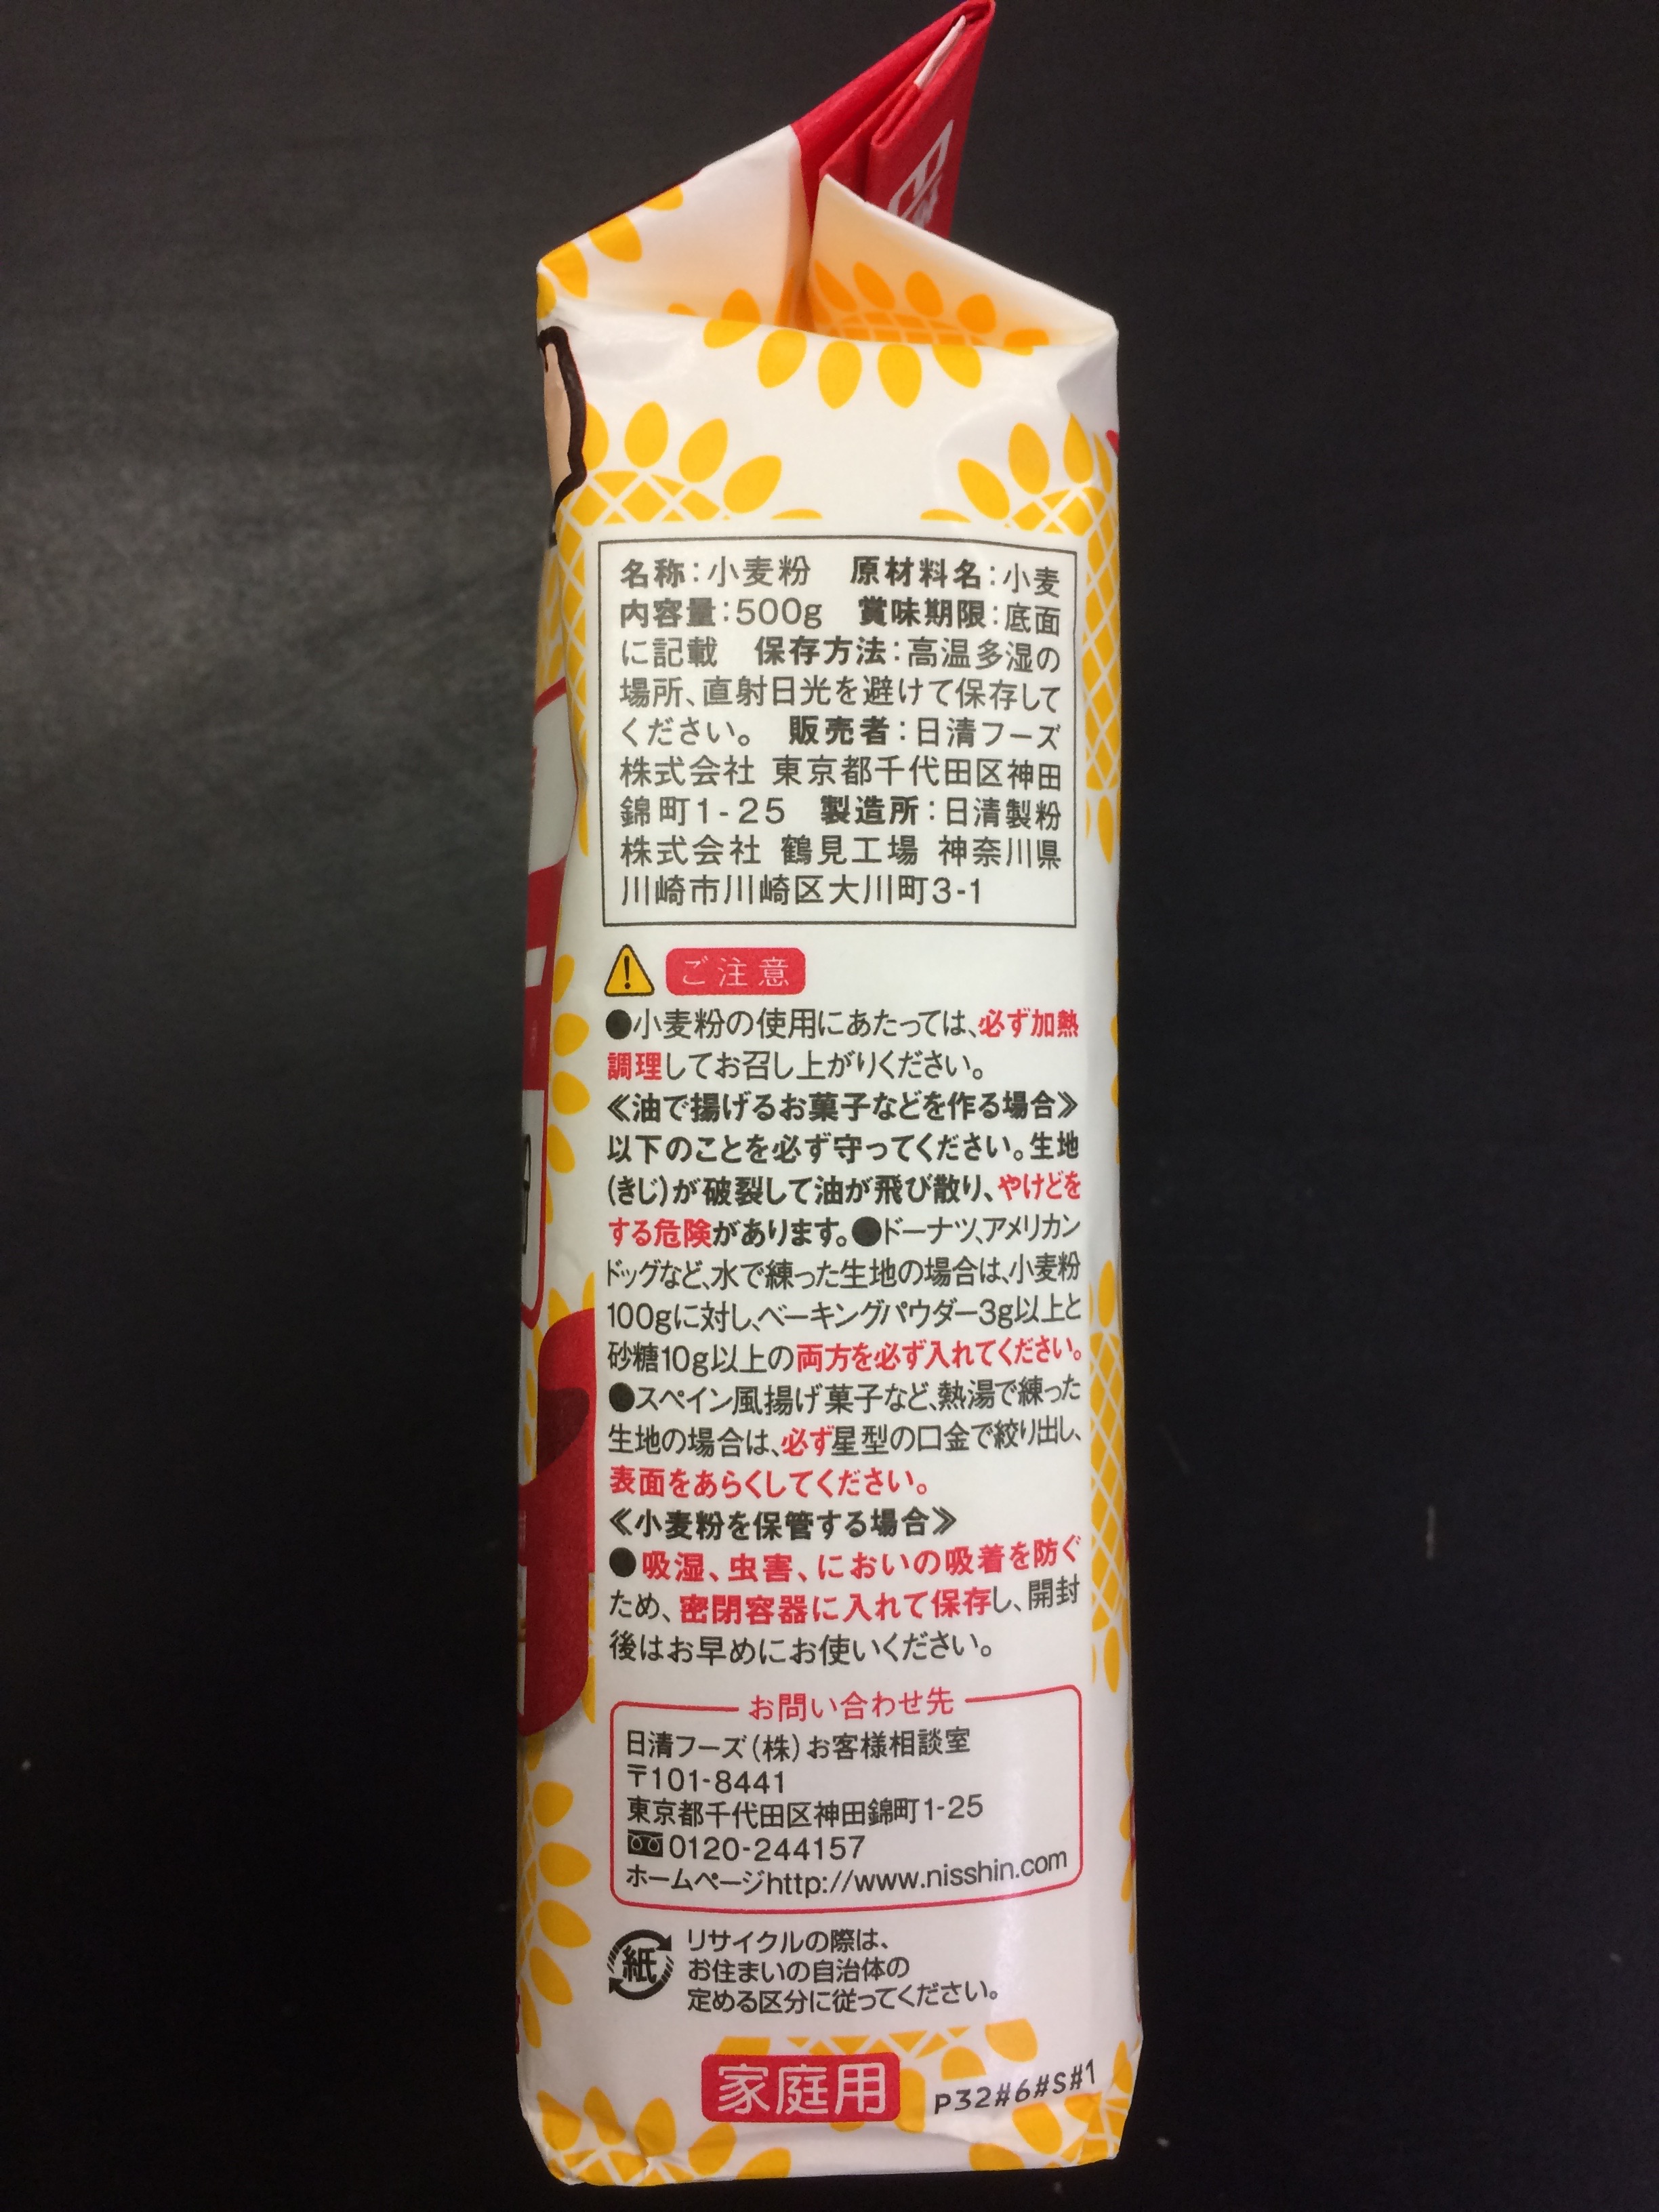 名称:小麦粉　原材料名:小麦
内容量:500g　賞味期限:底面
に記載　保存方法:高温多湿の
場所、直射日光を避けて保存して
ください。　販売者:日清フーズ
株式会社 東京都千代田区神田
錦町1-25　製造所:日清製粉
株式会社 鶴見工場 神奈川県
川崎市川崎区大川町3-1
ご注意
●小麦粉の使用にあたっては、必ず加熱
調理してお召し上がりください。
≪油で揚げるお菓子などを作る場合≫
以下のことを必ず守ってください。生地
(きじ)が破裂して油が飛び散り、やけどを
する危険があります。●ドーナツ、アメリカン
ドッグなど、水で練った生地の場合は、小麦粉
100gに対し、ベーキングパウダー3g以上と
砂糖10g以上の両方を必ず入れてください。
●スペイン風揚げ菓子など、熱湯で練った
生地の場合は、必ず星型の口金で絞り出し、
表面をあらくしてください。
≪小麦粉を保管する場合≫
●吸湿、虫害、においの吸着を防ぐ
ため、密閉容器に入れて保存し、開封
後はお早めにお使いください。
お問い合わせ先
日清フーズ(株)お客様相談室
〒101-8441
東京都千代田区神田錦町1-25
0120-244157
ホームページhttp://www.nisshin.com
紙
リサイクルの際は、
お住まいの自治体の
定める区分に従ってください。
家庭用
P32#6#S#1